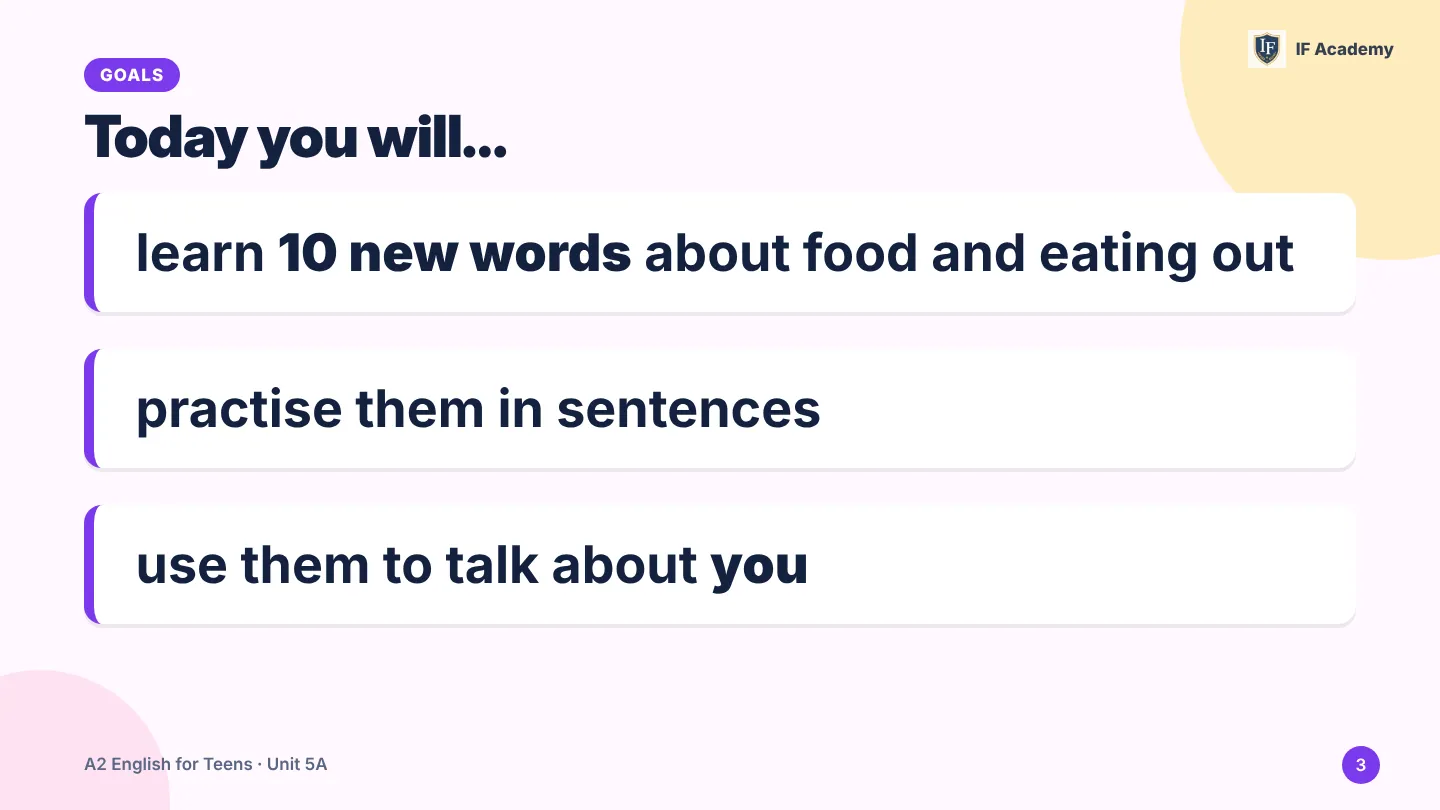 IF
IF Academy
GOALS
Today you will...
learn 10 new words about food and eating out
practise them in sentences
use them to talk about you
A2 English for Teens · Unit 5A
3